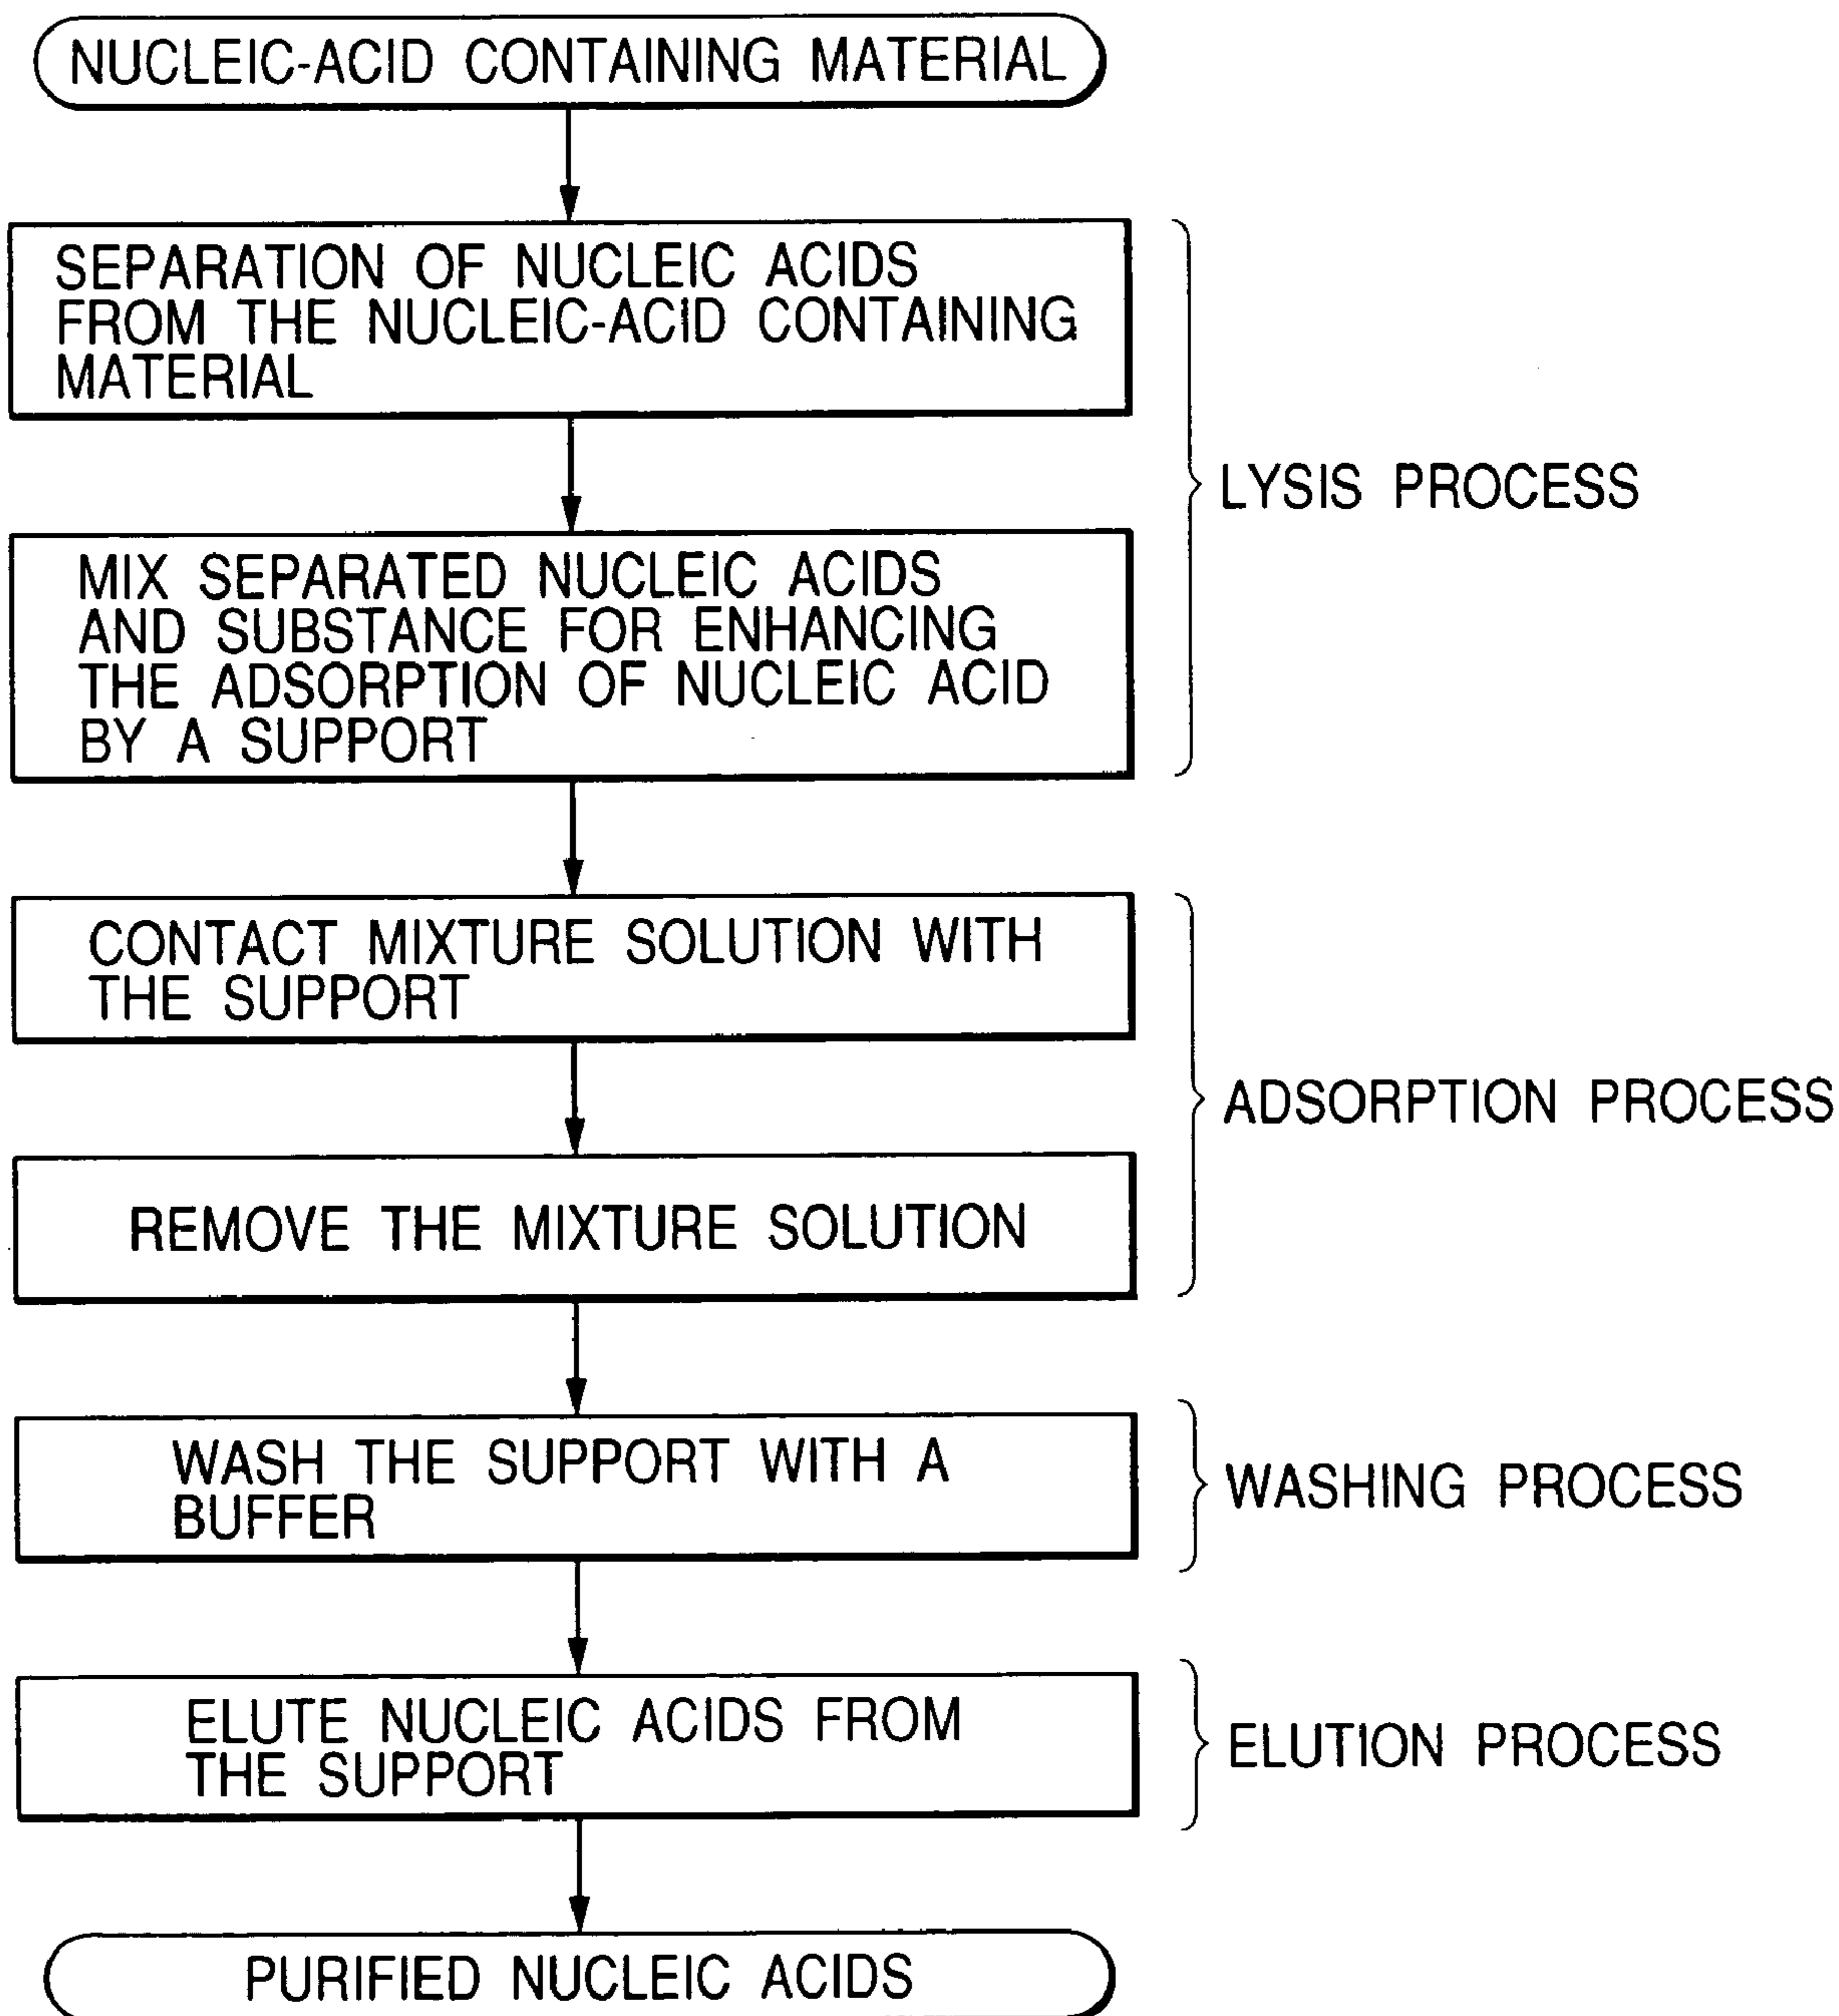 NUCLEIC-ACID CONTAINING MATERIAL
SEPARATION OF NUCLEIC ACIDS
FROM THE NUCLEIC-ACID CONTAINING
MATERIAL
LYSIS PROCESS
MIX SEPARATED NUCLEIC ACIDS
AND SUBSTANCE FOR ENHANCING
THE ADSORPTION OF NUCLEIC ACID
BY A SUPPORT
CONTACT MIXTURE SOLUTION WITH
THE SUPPORT
ADSORPTION PROCESS
REMOVE THE MIXTURE SOLUTION
WASH THE SUPPORT WITH A
BUFFER
WASHING PROCESS
ELUTE NUCLEIC ACIDS FROM
THE SUPPORT
ELUTION PROCESS
PURIFIED NUCLEIC ACIDS